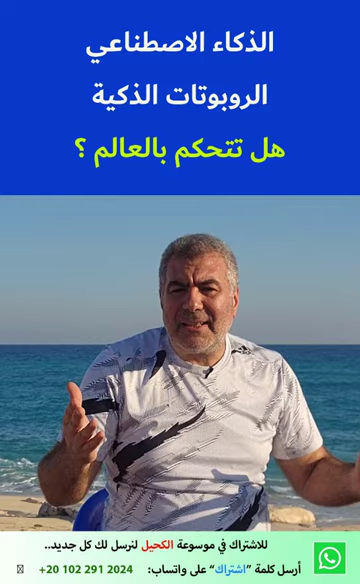 الذكاء الاصطناعي
الروبوتات الذكية
هل تتحكم بالعالم ؟
للاشتراك في موسوعة الكحيل لنرسل لك كل جديد..
أرسل كلمة "اشتراك" على واتساب: +20 102 291 2024